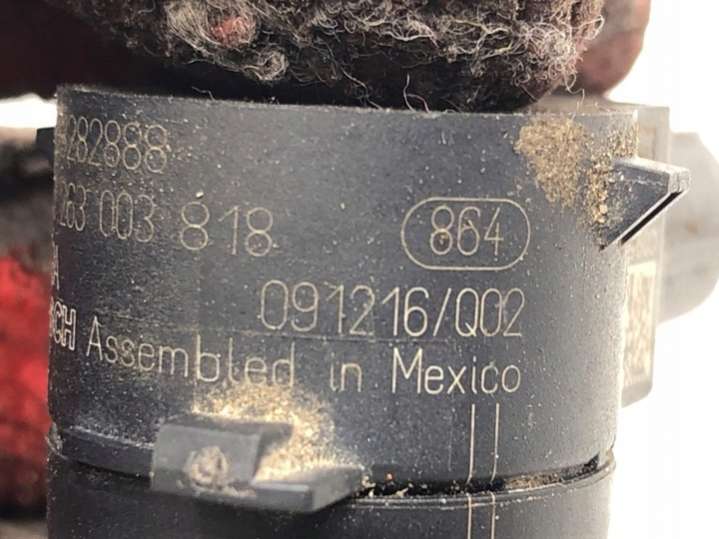 282888
263 003 818
864
091216/Q02
Assembled in Mexico